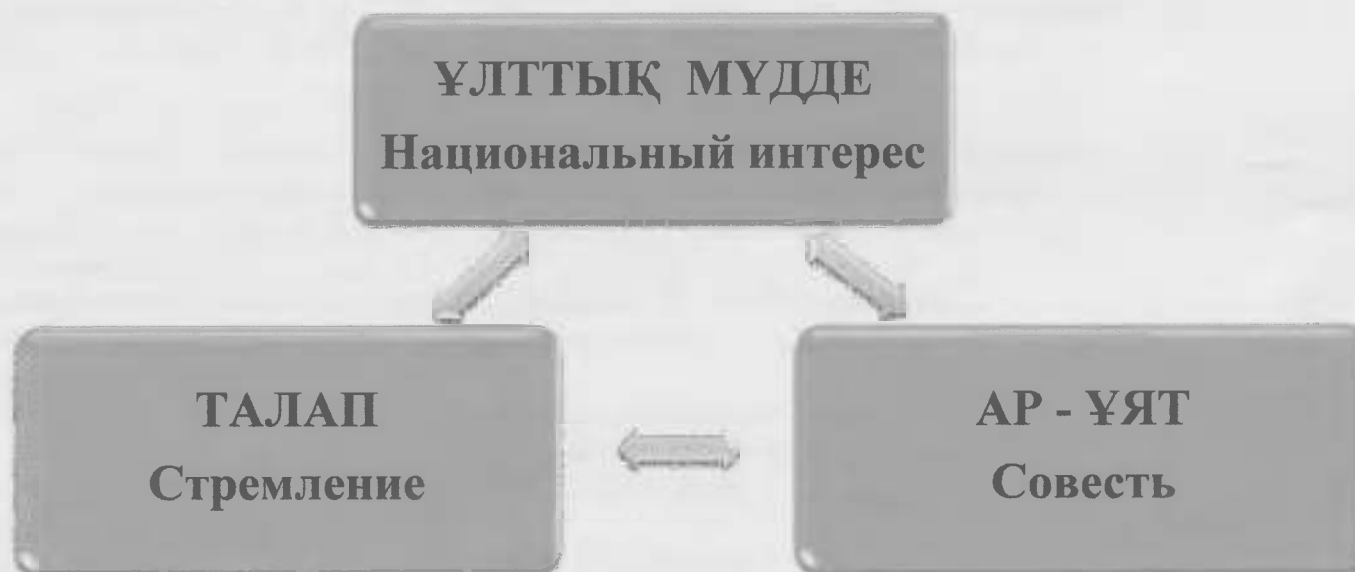 ҰЛТТЫҚ МҮДДЕ
Национальный интерес
ТАЛАП
Стремление
АР - ҰЯТ
Совесть